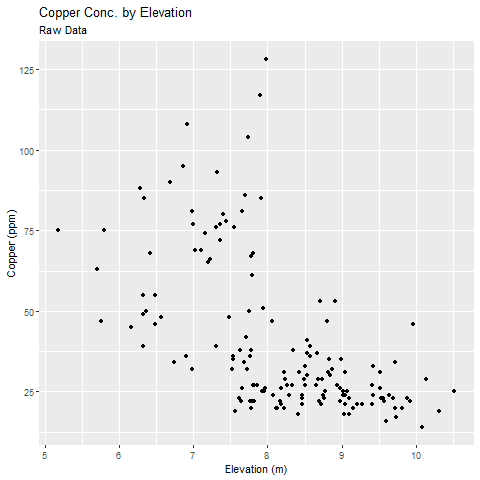 Copper Conc. by Elevation
Raw Data
Copper (ppm)
125
100
75
50
25
5 6 7 8 9 10
Elevation (m)